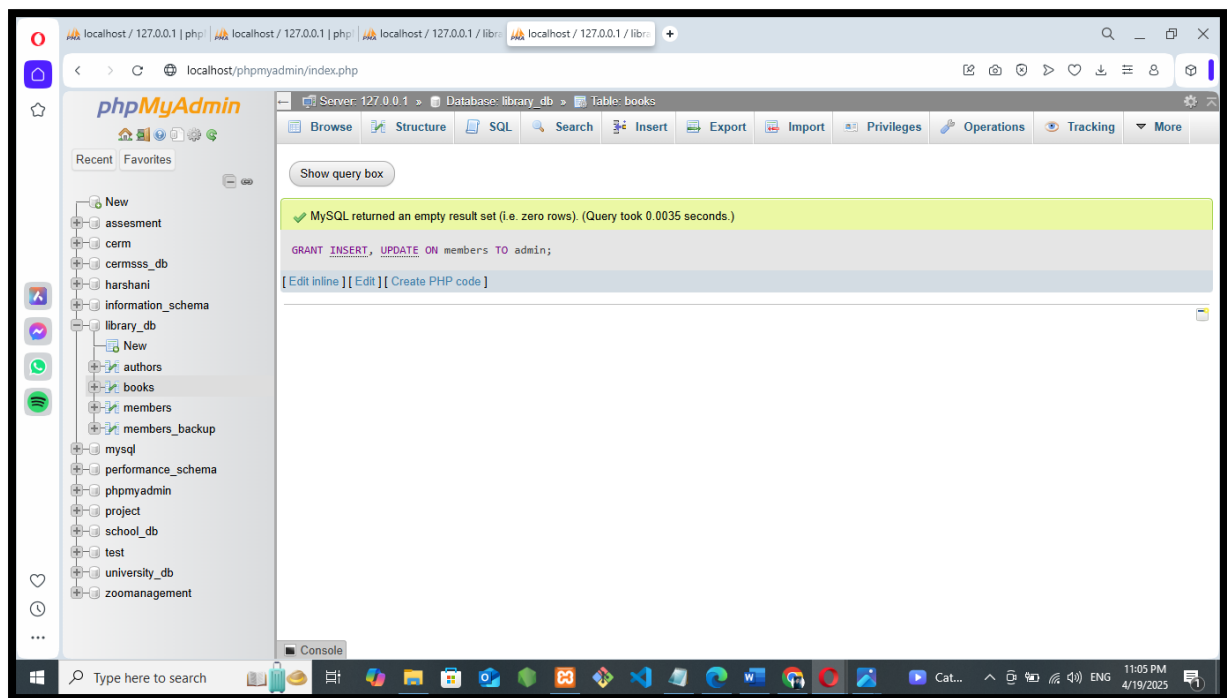 localhost / 127.0.0.1 | php
localhost / 127.0.0.1 | php
localhost / 127.0.0.1 / libra
localhost / 127.0.0.1 / libra
localhost/phpmyadmin/index.php
phpMyAdmin
Recent Favorites
New
assesment
cerm
cermsss_db
harshani
information_schema
library_db
New
authors
books
members
members_backup
mysql
performance_schema
phpmyadmin
project
school_db
test
university_db
zoomanagement
Server: 127.0.0.1 » Database: library_db » Table: books
Browse Structure SQL Search Insert Export Import Privileges Operations Tracking More
Show query box
MySQL returned an empty result set (i.e. zero rows). (Query took 0.0035 seconds.)
GRANT INSERT, UPDATE ON members TO admin;
[ Edit inline ] [ Edit ] [ Create PHP code ]
Console
Type here to search
Cat...
ENG
11:05 PM
4/19/2025
1